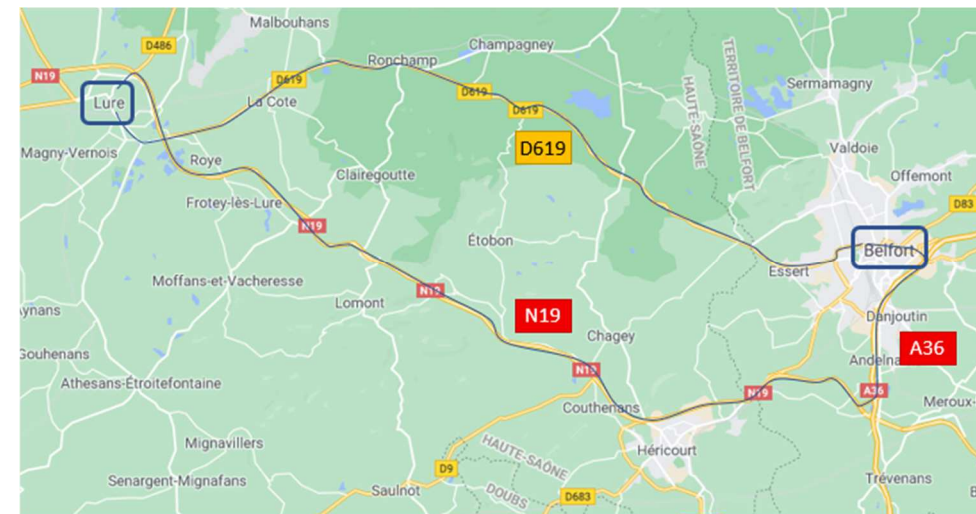 Malbouhans
D486
Champagney
Ronchamp
N19
D619
D619
Sermamagny
Lure
La Cote
D619
HAUTE-SAÔNE
TERRITOIRE DE BELFORT
D619
Valdoie
Magny-Vernois
Roye
Clairegoutte
Offemont
Frotey-lès-Lure
D83
N19
Étobon
Belfort
Essert
Moffans-et-Vacheresse
N19
Lomont
N19
Danjoutin
ynans
Chagey
A36
Gouhenans
Andelna
N19
Athesans-Étroitefontaine
N19
A36
Meroux-
Couthenans
Mignavillers
HAUTE-SAÔNE
Héricourt
D9
Senargent-Mignafans
Saulnot
DOUBS
D683
Trévenans